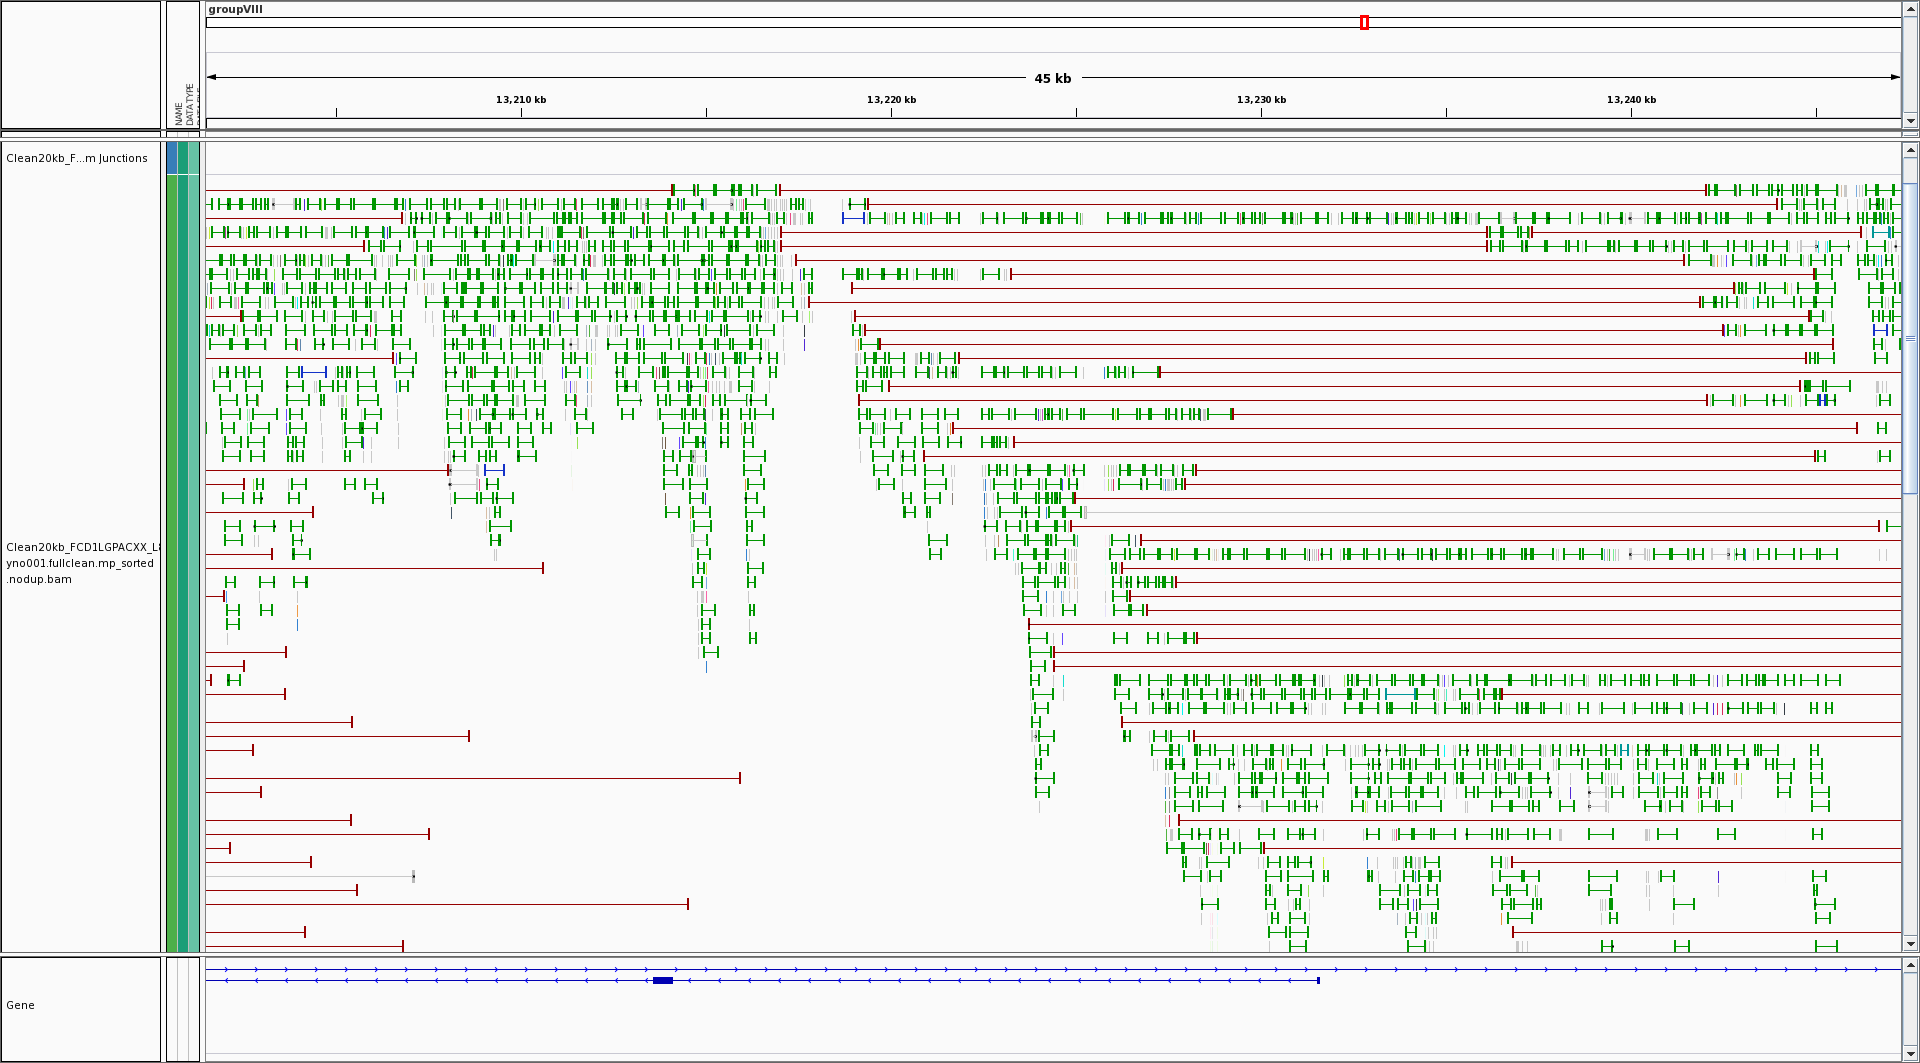 groupVIII
45 kb
13,210 kb
13,220 kb
13,230 kb
13,240 kb
NAME
DATA TYPE
Clean20kb_F...m Junctions
Clean20kb_FCD1LGPACXX_L
yno001.fullclean.mp_sorted
.nodup.bam
Gene